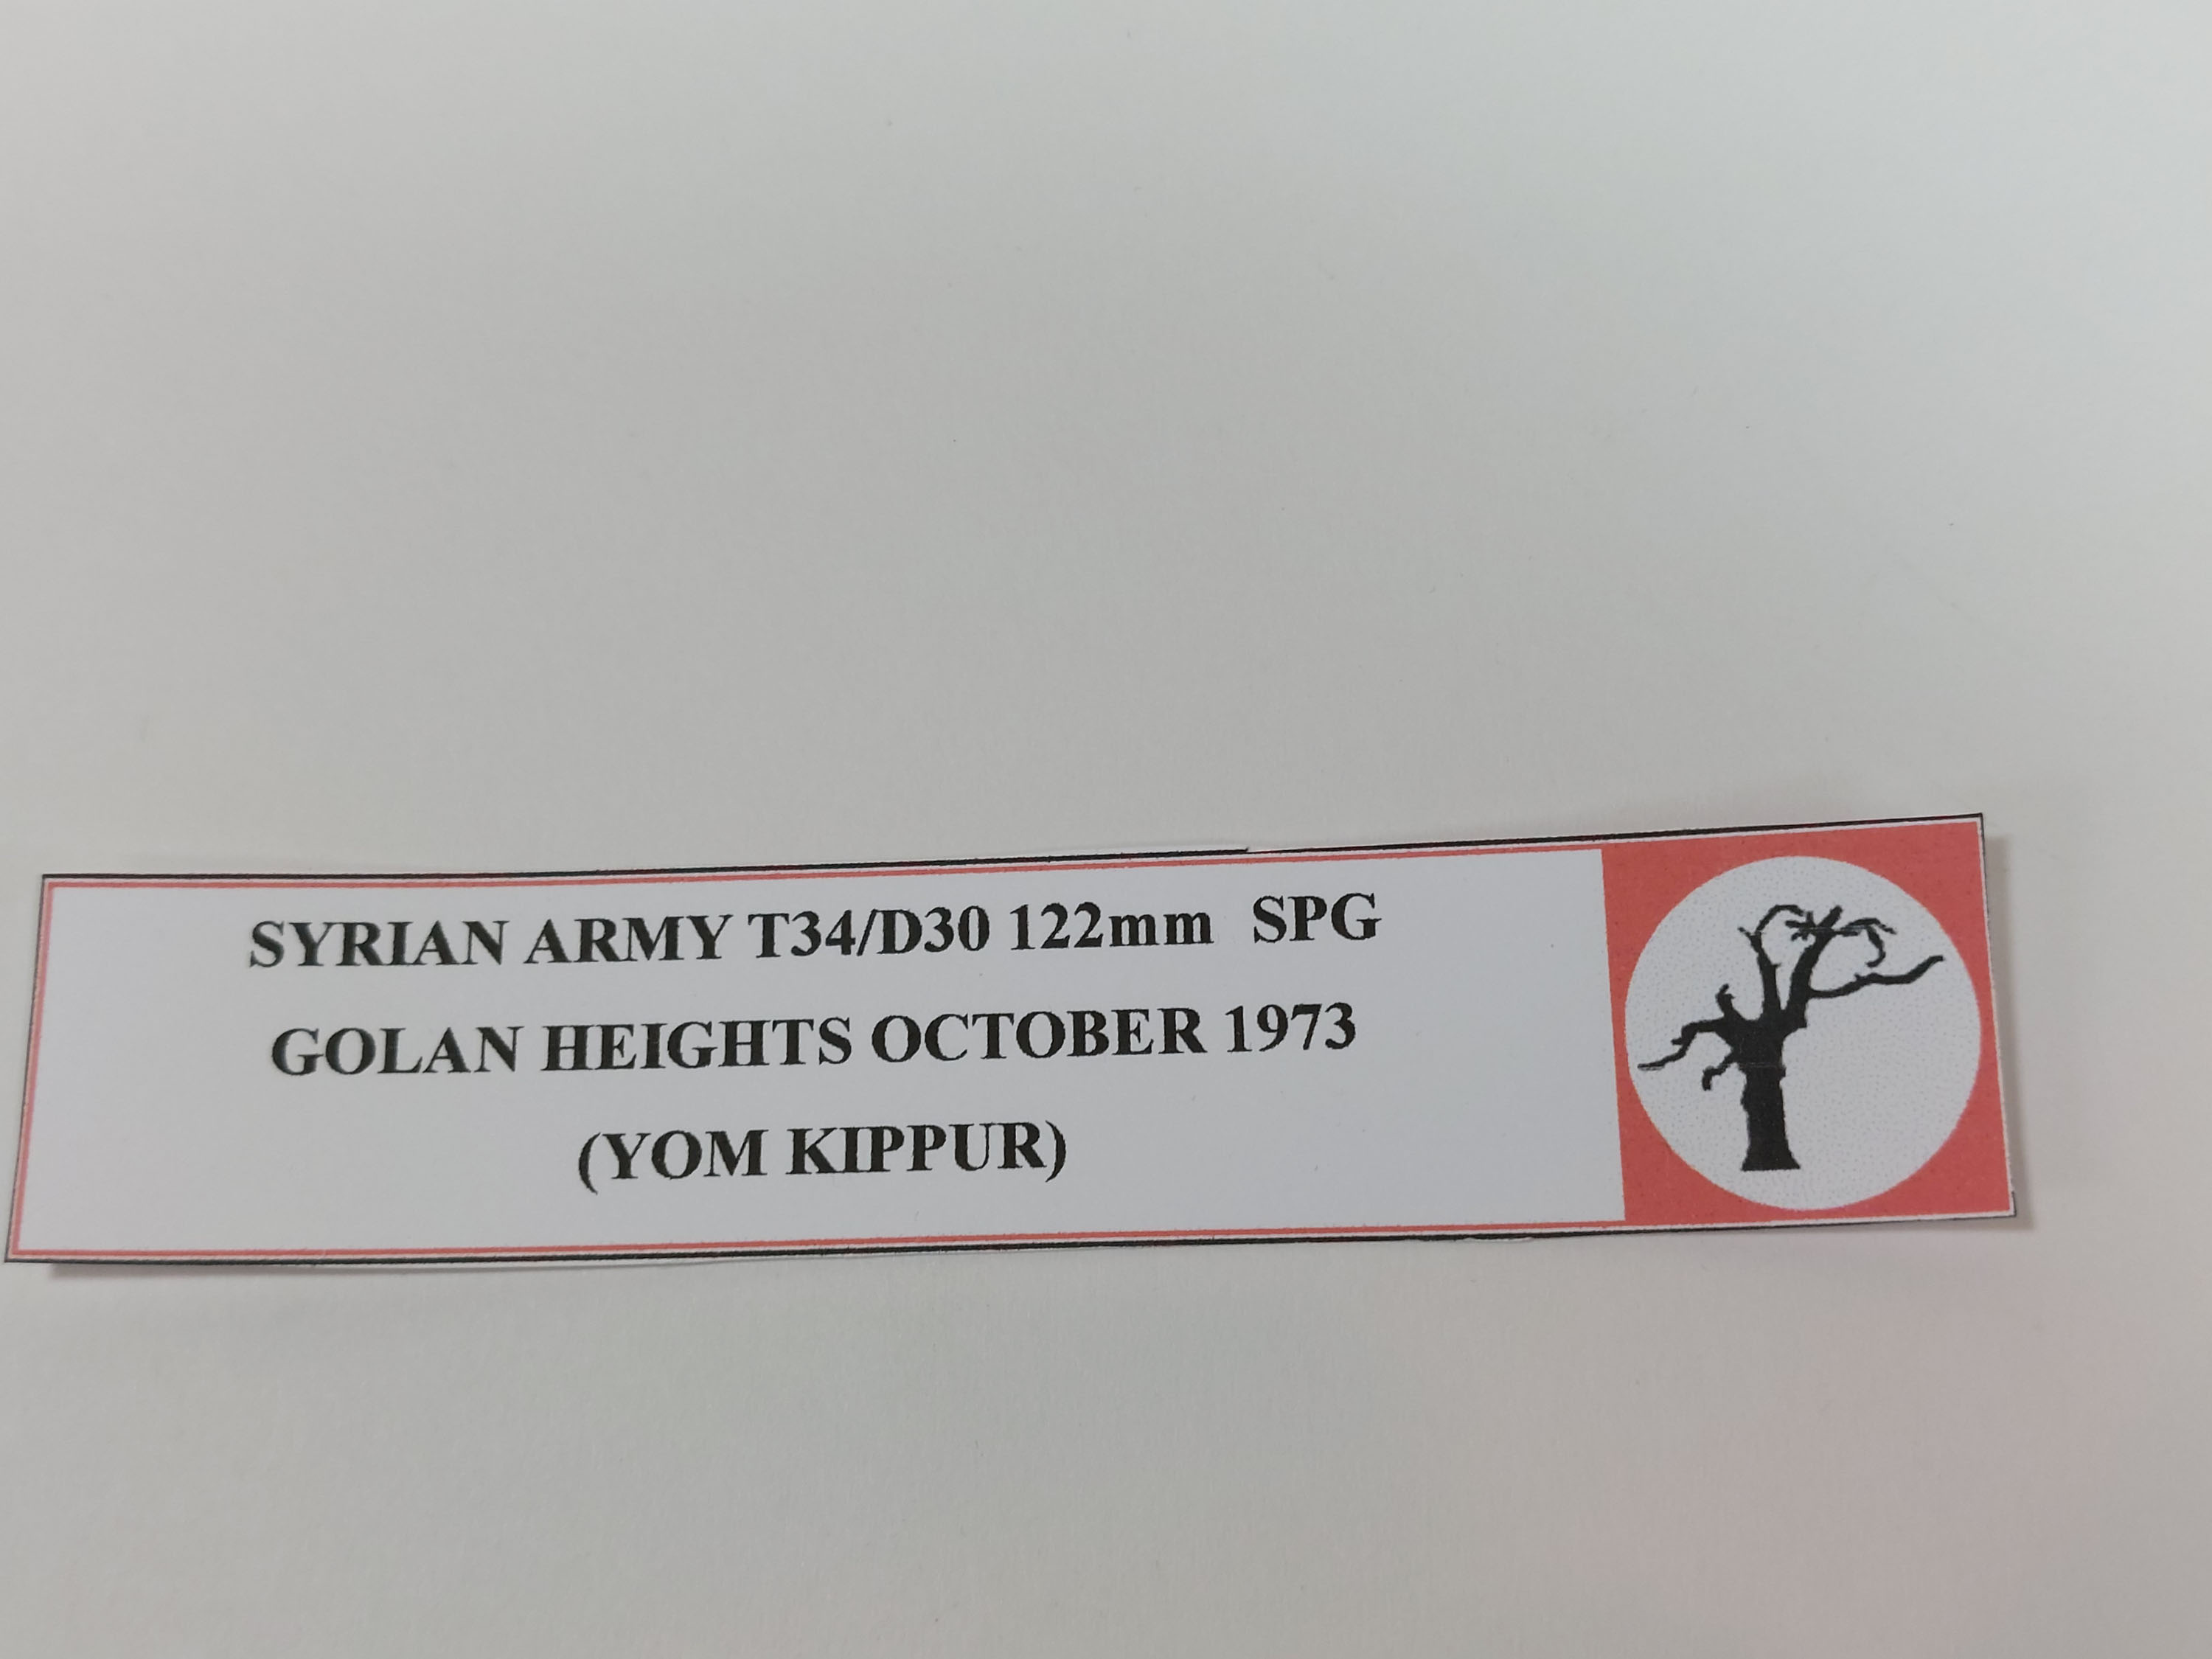 SYRIAN ARMY T34/D30 122mm SPG
GOLAN HEIGHTS OCTOBER 1973
(YOM KIPPUR)